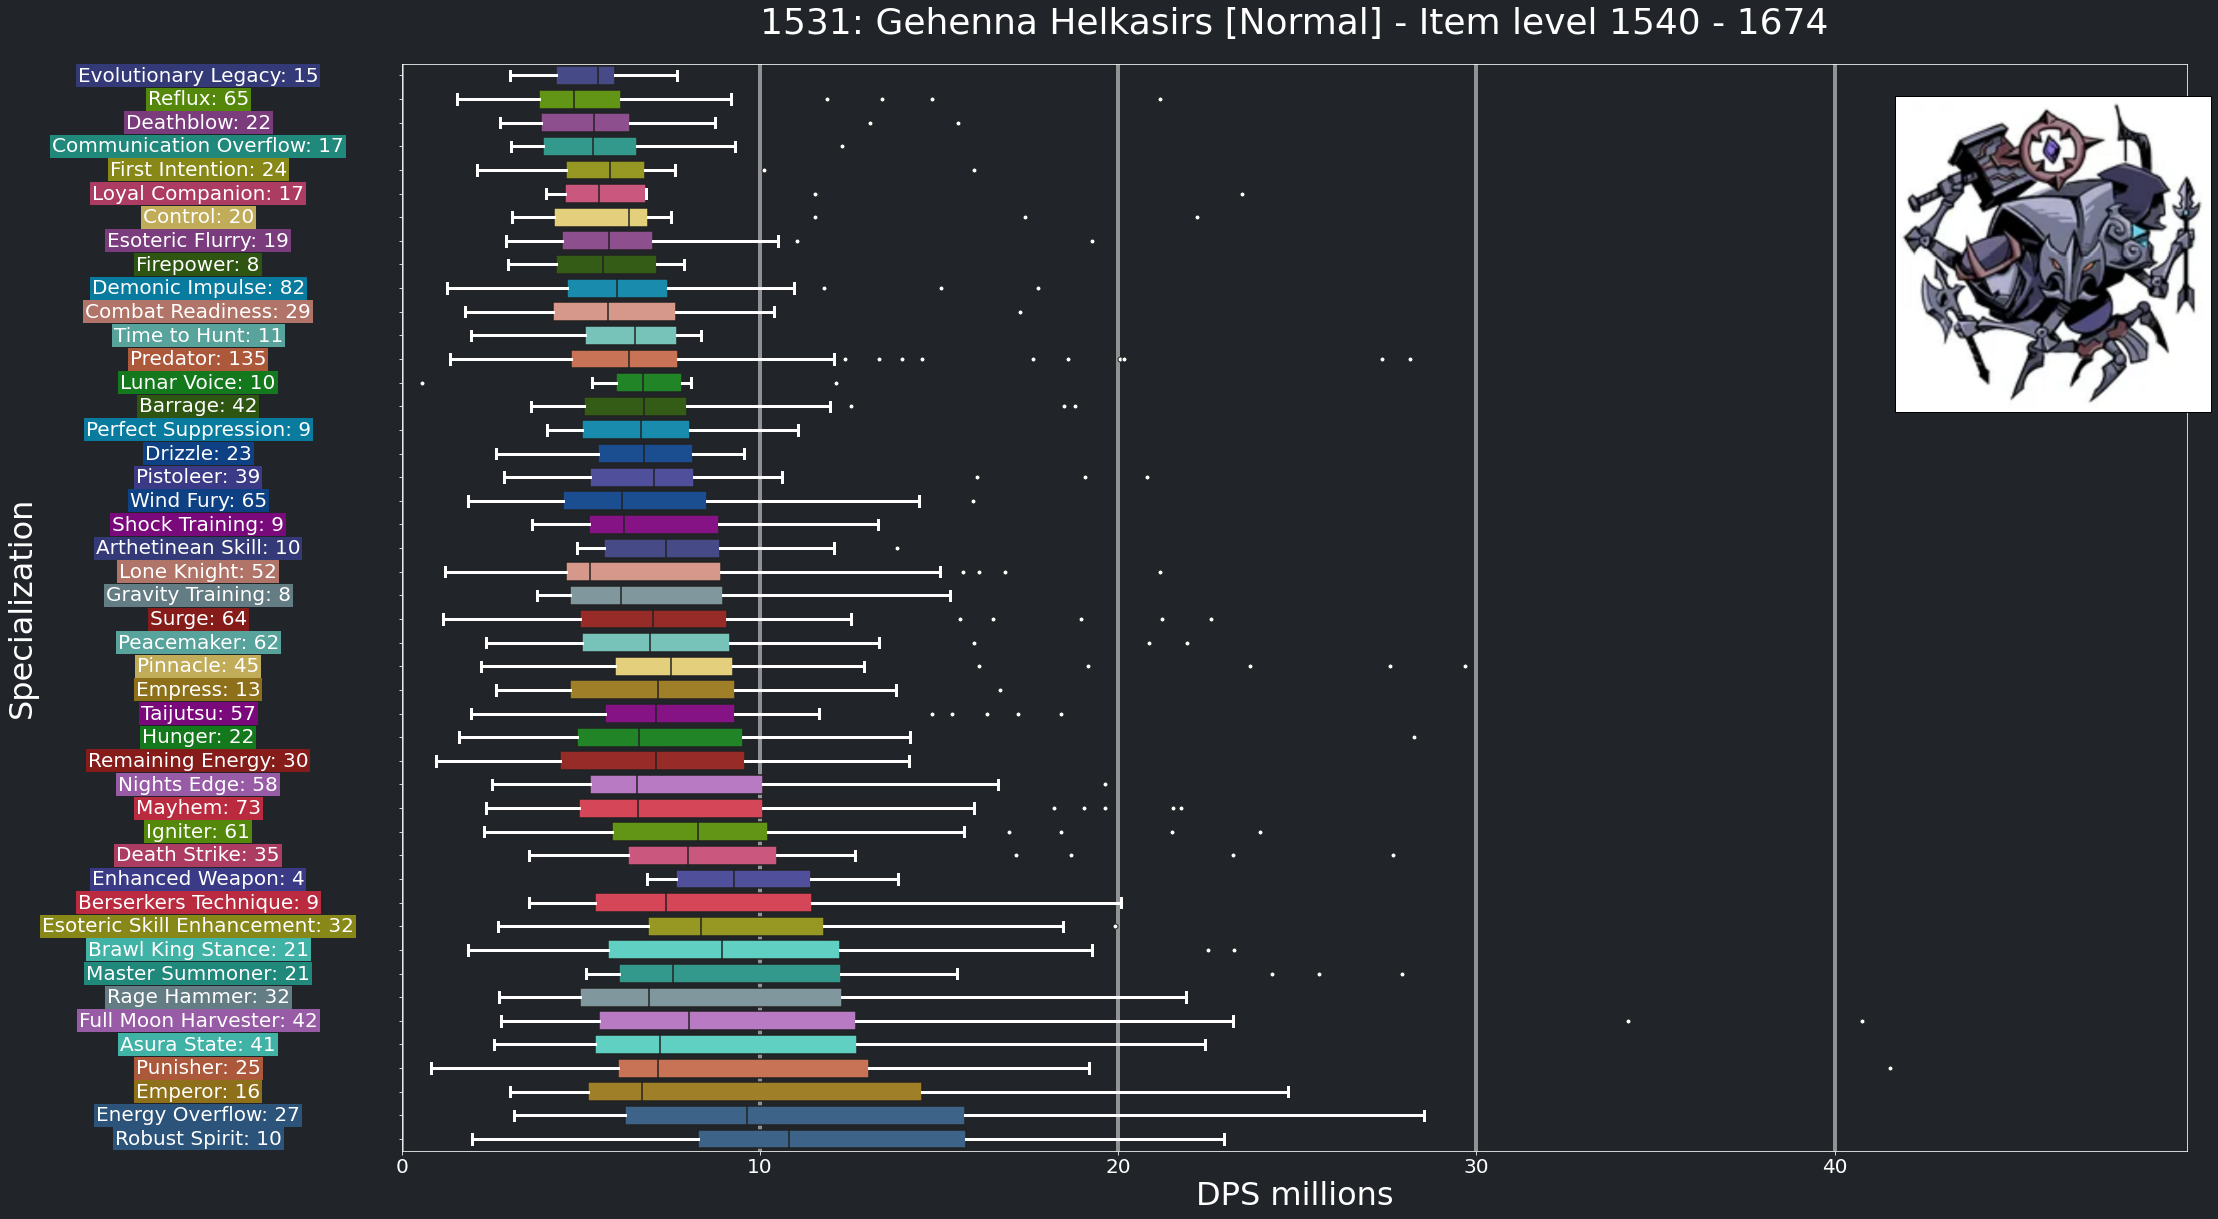 1531: Gehenna Helkasirs [Normal] - Item level 1540 - 1674
Evolutionary Legacy: 15
Reflux: 65
Deathblow: 22
Communication Overflow: 17
First Intention: 24
Loyal Companion: 17
Control: 20
Esoteric Flurry: 19
Firepower: 8
Demonic Impulse: 82
Combat Readiness: 29
Time to Hunt: 11
Predator: 135
Lunar Voice: 10
Barrage: 42
Perfect Suppression: 9
Drizzle: 23
Pistoleer: 39
Wind Fury: 65
Shock Training: 9
Arthetinean Skill: 10
Lone Knight: 52
Gravity Training: 8
Surge: 64
Peacemaker: 62
Pinnacle: 45
Empress: 13
Taijutsu: 57
Hunger: 22
Remaining Energy: 30
Nights Edge: 58
Mayhem: 73
Igniter: 61
Death Strike: 35
Enhanced Weapon: 4
Berserkers Technique: 9
Esoteric Skill Enhancement: 32
Brawl King Stance: 21
Master Summoner: 21
Rage Hammer: 32
Full Moon Harvester: 42
Asura State: 41
Punisher: 25
Emperor: 16
Energy Overflow: 27
Robust Spirit: 10
Specialization
0 10 20 30 40
DPS millions